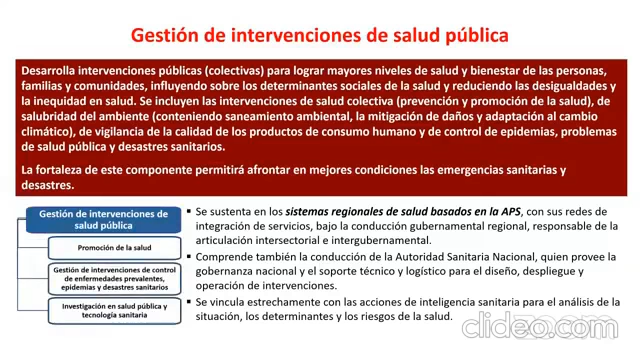 Gestión de intervenciones de salud pública
Desarrolla intervenciones públicas (colectivas) para lograr mayores niveles de salud y bienestar de las personas,
familias y comunidades, influyendo sobre los determinantes sociales de la salud y reduciendo las desigualdades y
la inequidad en salud. Se incluyen las intervenciones de salud colectiva (prevención y promoción de la salud), de
salubridad del ambiente (conteniendo saneamiento ambiental, la mitigación de daños y adaptación al cambio
climático), de vigilancia de la calidad de los productos de consumo humano y de control de epidemias, problemas
de salud pública y desastres sanitarios.
La fortaleza de este componente permitirá afrontar en mejores condiciones las emergencias sanitarias y
desastres.
Gestión de intervenciones de
salud pública
Promoción de la salud
Gestión de intervenciones de control
de enfermedades prevalentes,
epidemias y desastres sanitarios
Investigación en salud pública y
tecnología sanitaria
• Se sustenta en los sistemas regionales de salud basados en la APS, con sus redes de
integración de servicios, bajo la conducción gubernamental regional, responsable de la
articulación intersectorial e intergubernamental.
• Comprende también la conducción de la Autoridad Sanitaria Nacional, quien provee la
gobernanza nacional y el soporte técnico y logístico para el diseño, despliegue y
operación de intervenciones.
• Se vincula estrechamente con las acciones de inteligencia sanitaria para el análisis de la
situación, los determinantes y los riesgos de la salud.
clideo.com